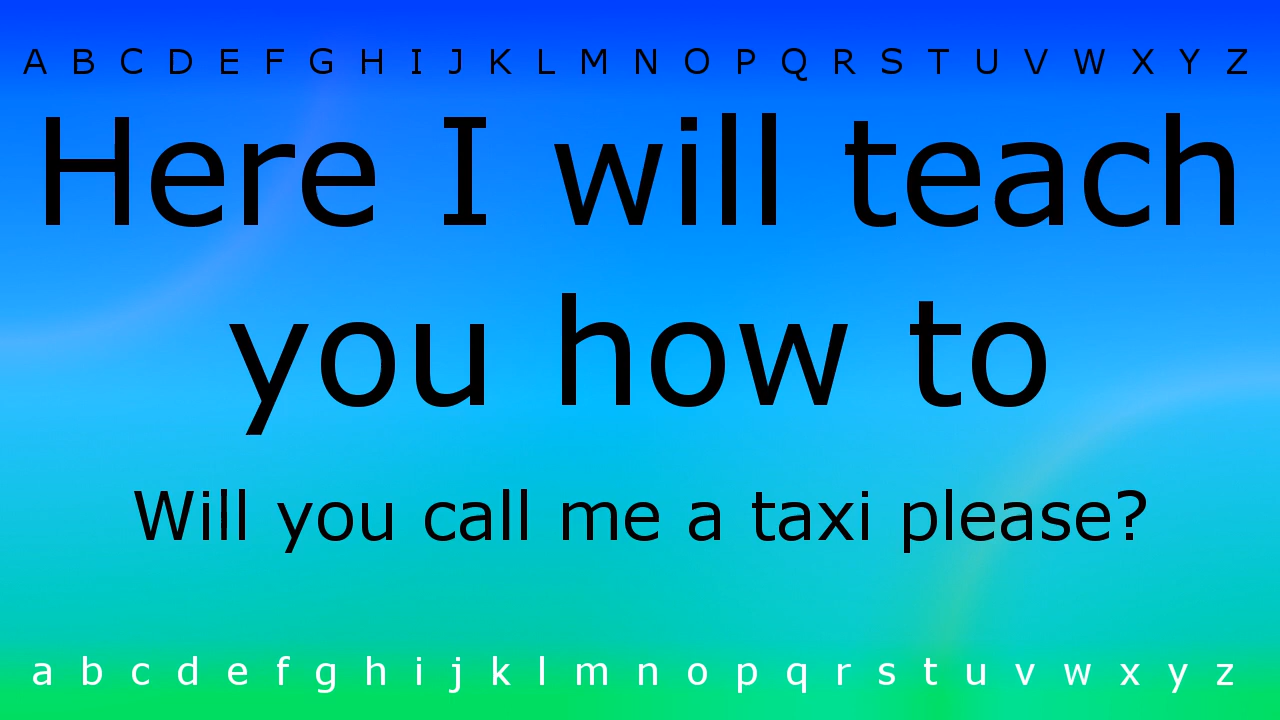 A B C D E F G H I J K L M N O P Q R S T U V W X Y Z
Here I will teach
you how to
Will you call me a taxi please?
a b c d e f g h i j k l m n o p q r s t u v w x y z